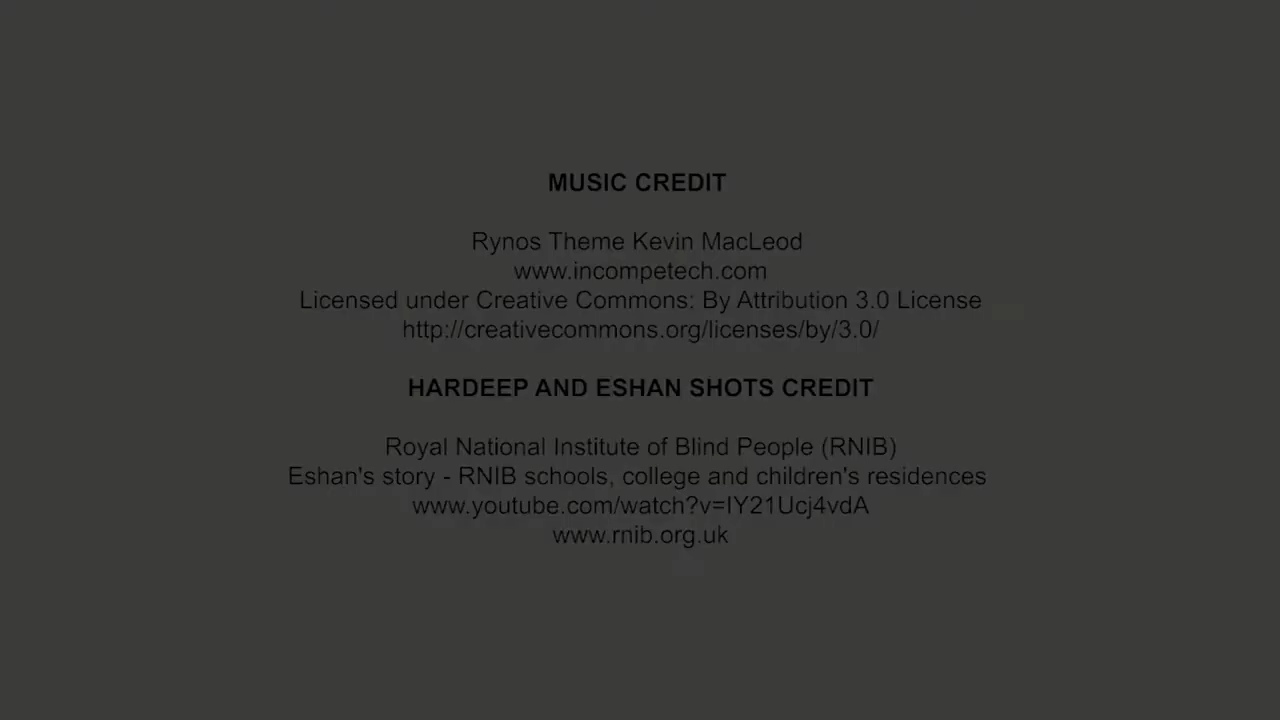 MUSIC CREDIT
Rynos Theme Kevin MacLeod
www.incompetech.com
Licensed under Creative Commons: By Attribution 3.0 License
http://creativecommons.org/licenses/by/3.0/
HARDEEP AND ESHAN SHOTS CREDIT
Royal National Institute of Blind People (RNIB)
Eshan's story - RNIB schools, college and children's residences
www.youtube.com/watch?v=IY21Ucj4vdA
www.rnib.org.uk